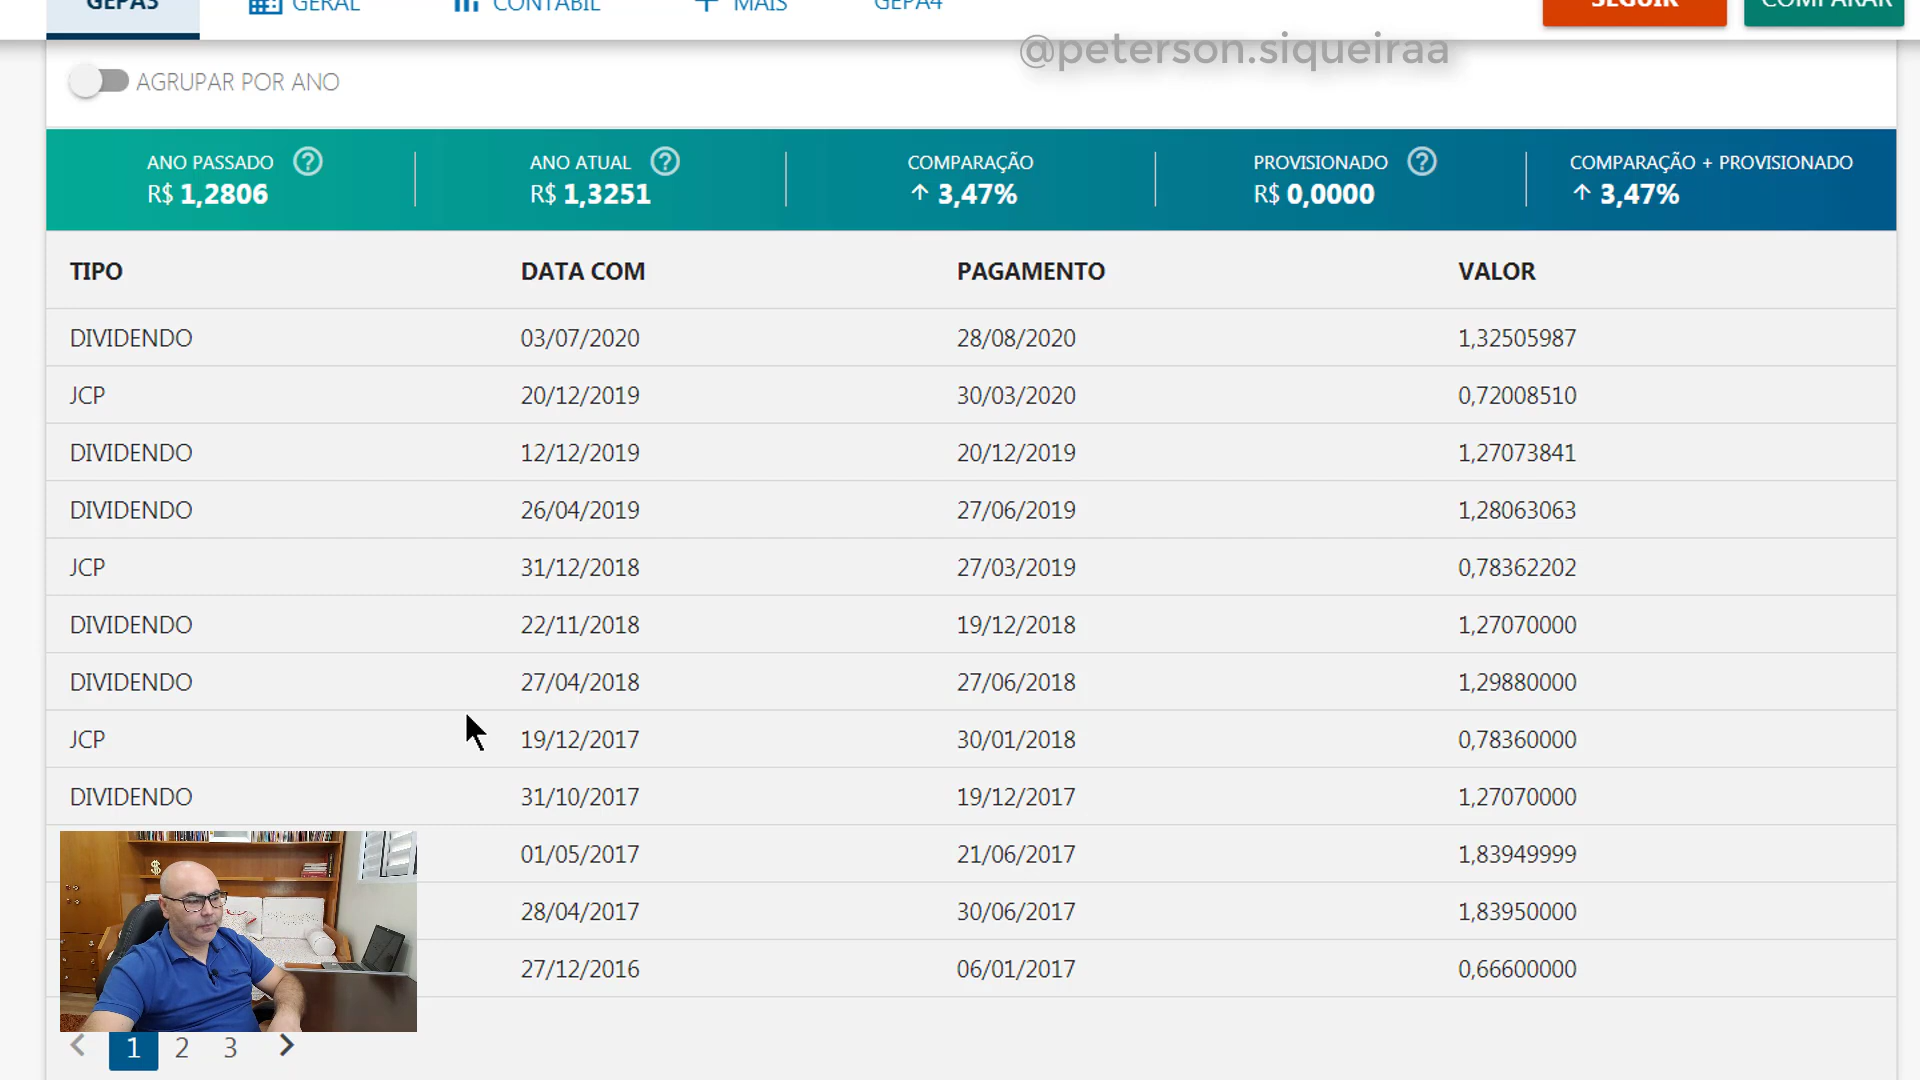 GEPA3 GERAL CONTÁBIL + MAIS GEPA4 SEGUIR COMPARAR
@peterson.siqueiraa
AGRUPAR POR ANO
ANO PASSADO ? ANO ATUAL ? COMPARAÇÃO PROVISIONADO ? COMPARAÇÃO + PROVISIONADO
R$ 1,2806 R$ 1,3251 ↑ 3,47% R$ 0,0000 ↑ 3,47%
TIPO DATA COM PAGAMENTO VALOR
DIVIDENDO 03/07/2020 28/08/2020 1,32505987
JCP 20/12/2019 30/03/2020 0,72008510
DIVIDENDO 12/12/2019 20/12/2019 1,27073841
DIVIDENDO 26/04/2019 27/06/2019 1,28063063
JCP 31/12/2018 27/03/2019 0,78362202
DIVIDENDO 22/11/2018 19/12/2018 1,27070000
DIVIDENDO 27/04/2018 27/06/2018 1,29880000
JCP 19/12/2017 30/01/2018 0,78360000
DIVIDENDO 31/10/2017 19/12/2017 1,27070000
01/05/2017 21/06/2017 1,83949999
28/04/2017 30/06/2017 1,83950000
27/12/2016 06/01/2017 0,66600000
1 2 3